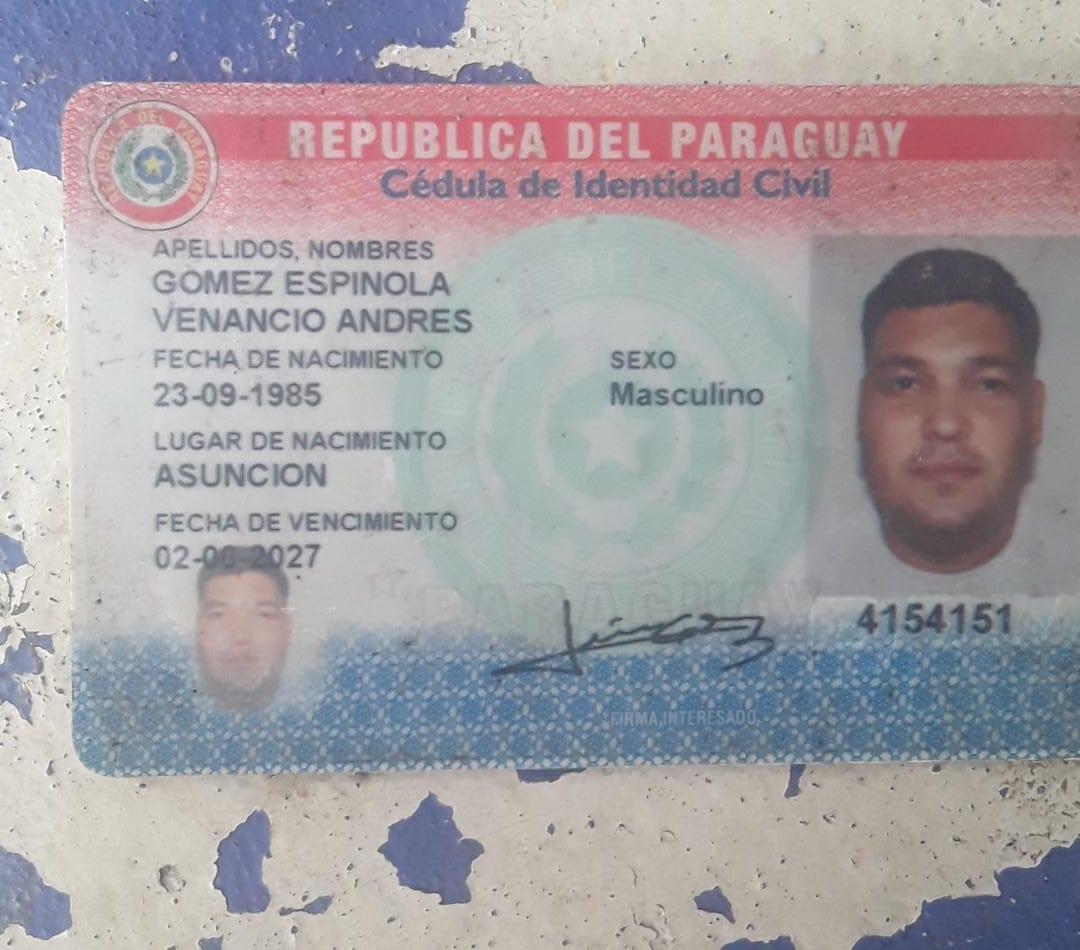 REPUBLICA DEL PARAGUAY
Cédula de Identidad Civil
APELLIDOS, NOMBRES
GOMEZ ESPINOLA
VENANCIO ANDRES
FECHA DE NACIMIENTO
23-09-1985
SEXO
Masculino
LUGAR DE NACIMIENTO
ASUNCION
FECHA DE VENCIMIENTO
02-06-2027
PARAGUAY
4154151
FIRMA INTERESADO